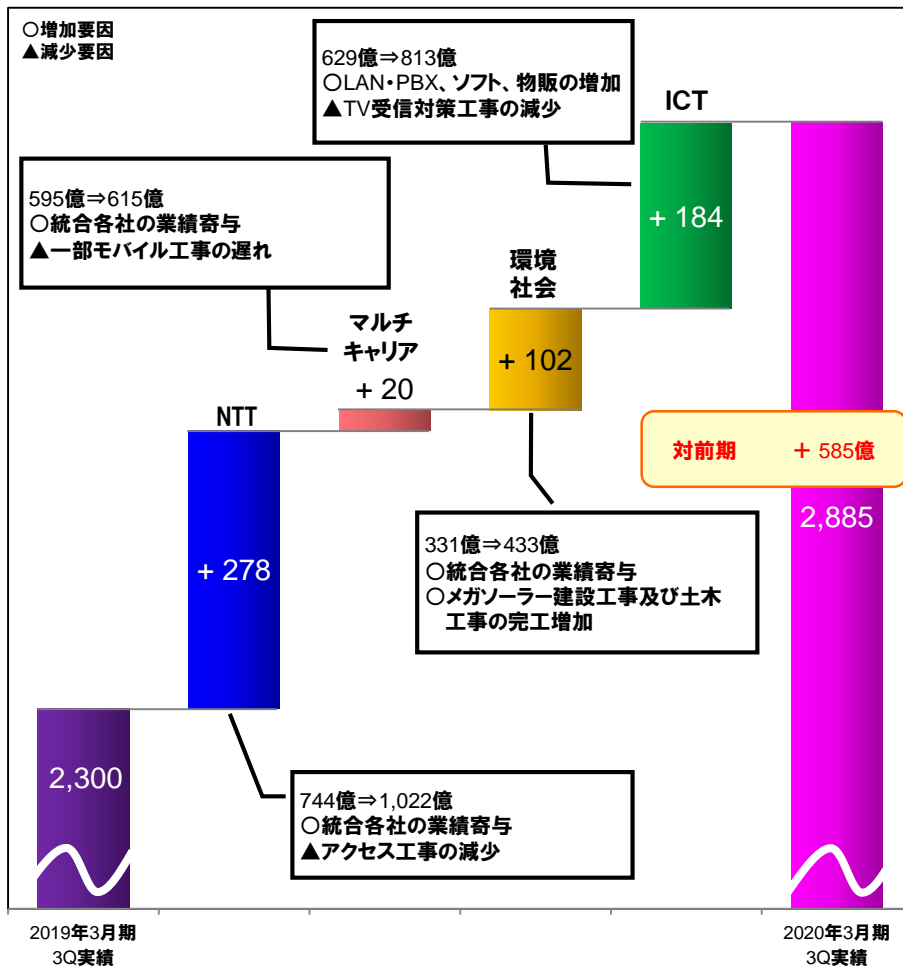 ○増加要因
▲減少要因
629億⇒813億
○LAN・PBX、ソフト、物販の増加
▲TV受信対策工事の減少
ICT
+ 184
595億⇒615億
○統合各社の業績寄与
▲一部モバイル工事の遅れ
環境
社会
+ 102
マルチ
キャリア
+ 20
NTT
+ 278
対前期 + 585億
2,885
331億⇒433億
○統合各社の業績寄与
○メガソーラー建設工事及び土木
工事の完工増加
2,300
744億⇒1,022億
○統合各社の業績寄与
▲アクセス工事の減少
2019年3月期
3Q実績
2020年3月期
3Q実績